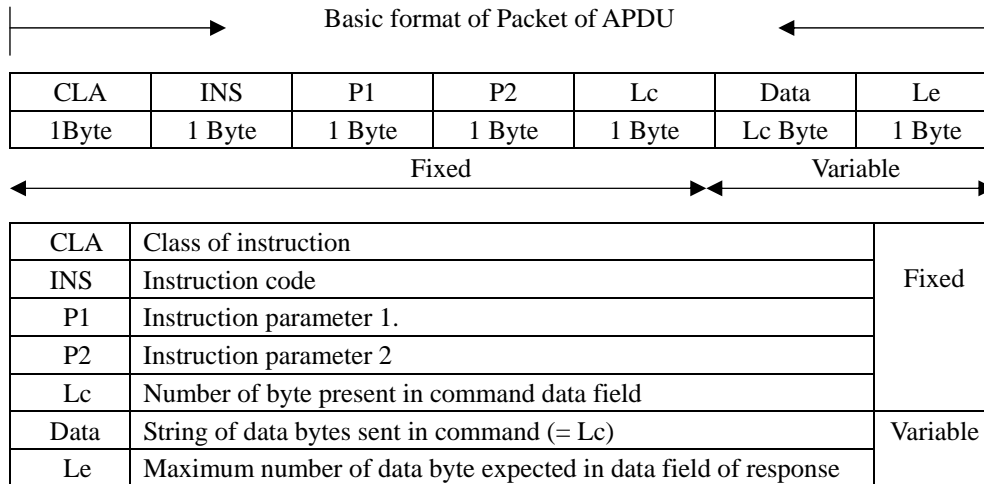 Basic format of Packet of APDU
CLA INS P1 P2 Lc Data Le
1Byte 1 Byte 1 Byte 1 Byte 1 Byte Lc Byte 1 Byte
Fixed Variable
CLA Class of instruction
INS Instruction code Fixed
P1 Instruction parameter 1.
P2 Instruction parameter 2
Lc Number of byte present in command data field
Data String of data bytes sent in command (= Lc) Variable
Le Maximum number of data byte expected in data field of response